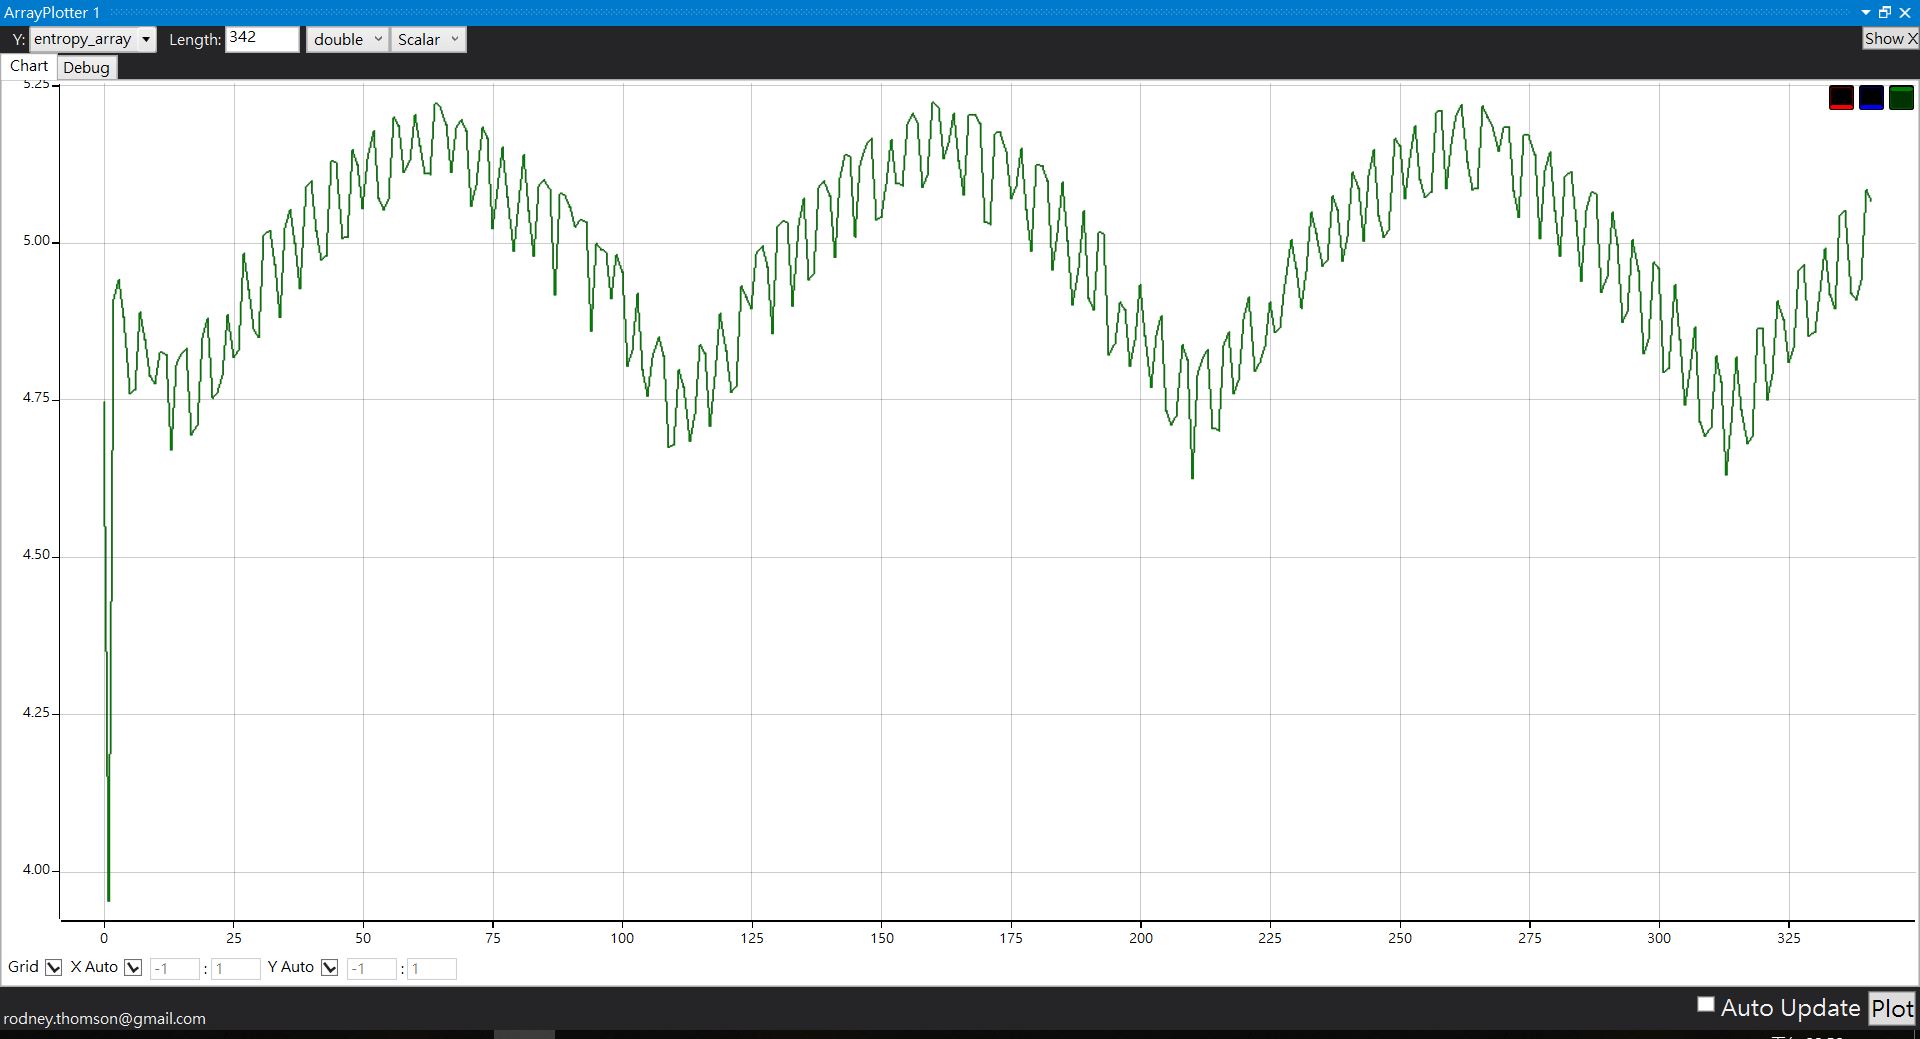 ArrayPlotter 1
Y: entropy_array Length: 342 double Scalar Show X
Chart Debug
5.25
5.00
4.75
4.50
4.25
4.00
0 25 50 75 100 125 150 175 200 225 250 275 300 325
Grid X Auto -1 : 1 Y Auto -1 : 1
Auto Update Plot
rodney.thomson@gmail.com